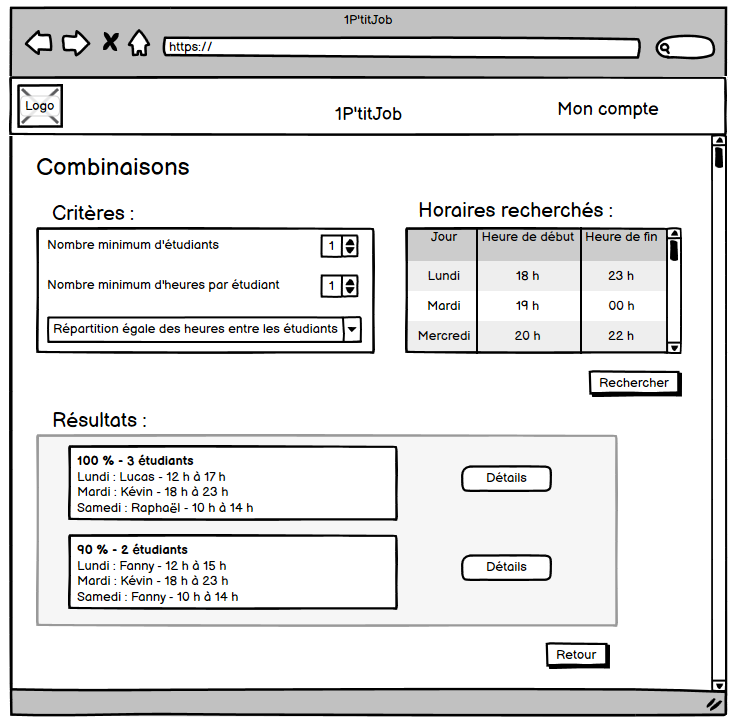 1P'titJob
https://
Logo
1P'titJob
Mon compte
Combinaisons
Critères :
Nombre minimum d'étudiants 1
Nombre minimum d'heures par étudiant 1
Répartition égale des heures entre les étudiants
Horaires recherchés :
Jour Heure de début Heure de fin
Lundi 18 h 23 h
Mardi 19 h 00 h
Mercredi 20 h 22 h
Rechercher
Résultats :
100 % - 3 étudiants
Lundi : Lucas - 12 h à 17 h
Mardi : Kévin - 18 h à 23 h
Samedi : Raphaël - 10 h à 14 h
Détails
90 % - 2 étudiants
Lundi : Fanny - 12 h à 15 h
Mardi : Kévin - 18 h à 23 h
Samedi : Fanny - 10 h à 14 h
Détails
Retour